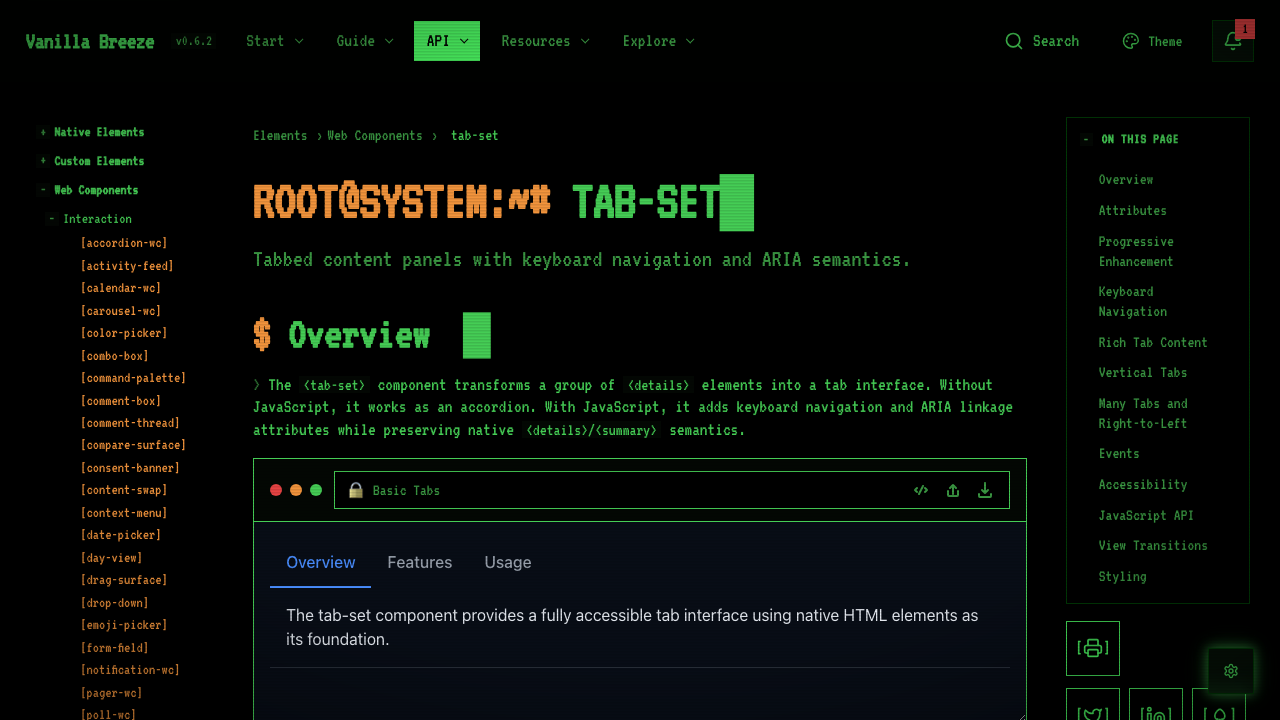 Vanilla Breeze v0.6.2 Start Guide API Resources Explore Search Theme 1
+ Native Elements
+ Custom Elements
- Web Components
- Interaction
[accordion-wc]
[activity-feed]
[calendar-wc]
[carousel-wc]
[color-picker]
[combo-box]
[command-palette]
[comment-box]
[comment-thread]
[compare-surface]
[consent-banner]
[content-swap]
[context-menu]
[date-picker]
[day-view]
[drag-surface]
[drop-down]
[emoji-picker]
[form-field]
[notification-wc]
[pager-wc]
[poll-wc]
Elements › Web Components › tab-set
ROOT@SYSTEM:~# TAB-SET
Tabbed content panels with keyboard navigation and ARIA semantics.
$ Overview
› The <tab-set> component transforms a group of <details> elements into a tab interface. Without
JavaScript, it works as an accordion. With JavaScript, it adds keyboard navigation and ARIA linkage
attributes while preserving native <details>/<summary> semantics.
Basic Tabs
Overview Features Usage
The tab-set component provides a fully accessible tab interface using native HTML elements as
its foundation.
- ON THIS PAGE
Overview
Attributes
Progressive
Enhancement
Keyboard
Navigation
Rich Tab Content
Vertical Tabs
Many Tabs and
Right-to-Left
Events
Accessibility
JavaScript API
View Transitions
Styling